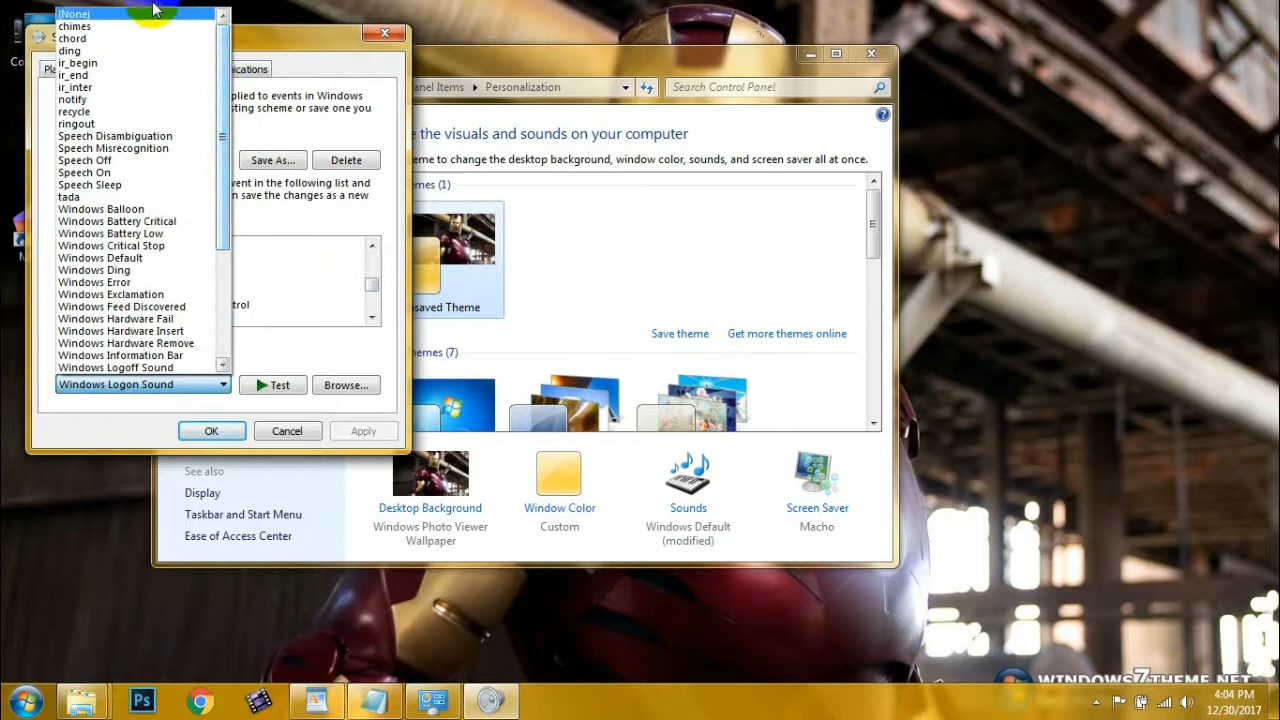 (None)
chimes
chord
ding
ir_begin
ir_end
ir_inter
notify
recycle
ringout
Speech Disambiguation
Speech Misrecognition
Speech Off
Speech On
Speech Sleep
tada
Windows Balloon
Windows Battery Critical
Windows Battery Low
Windows Critical Stop
Windows Default
Windows Ding
Windows Error
Windows Exclamation
Windows Feed Discovered
Windows Hardware Fail
Windows Hardware Insert
Windows Hardware Remove
Windows Information Bar
Windows Logoff Sound
Windows Logon Sound
plied to events in Windows
sting scheme or save one you
Save As...
Delete
vent in the following list and
n save the changes as a new
Test
Browse...
OK
Cancel
Apply
anel Items
Personalization
Search Control Panel
e the visuals and sounds on your computer
eme to change the desktop background, window color, sounds, and screen saver all at once.
emes (1)
saved Theme
Save theme
Get more themes online
emes (7)
See also
Display
Taskbar and Start Menu
Ease of Access Center
Desktop Background
Windows Photo Viewer
Wallpaper
Window Color
Custom
Sounds
Windows Default
(modified)
Screen Saver
Macho
WINDOWS7THEME.NET
Ps
4:04 PM
12/30/2017